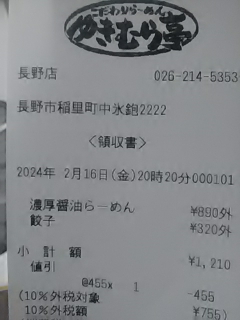 こだわりらーめん
ゆきむら亭
長野店 026-214-5353
長野市稲里町中氷鉋2222
<領収書>
2024年 2月16日(金)20時20分000101
濃厚醤油らーめん ¥890外
餃子 ¥320外
小計額 ¥1,210
値引
@455x 1 -455
(10%外税対象 ¥755)
10%外税額